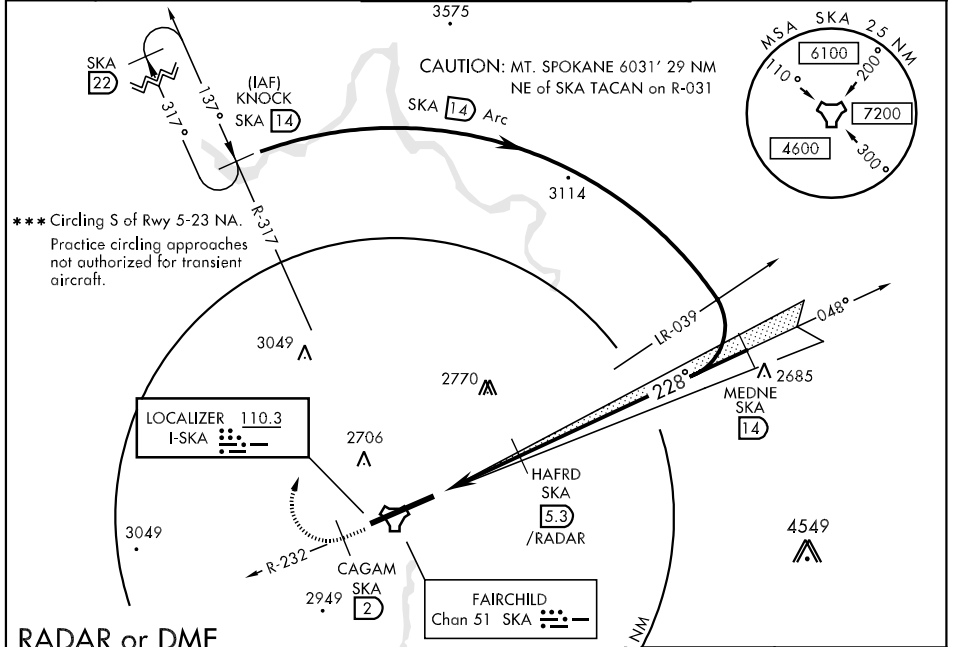 3575
MSA SKA 25 NM
6100
110°
200°
7200
4600
300°
CAUTION: MT. SPOKANE 6031' 29 NM
NE of SKA TACAN on R-031
SKA
22
317°
137°
(IAF)
KNOCK
SKA 14
SKA 14 Arc
3114
R-317
*** Circling S of Rwy 5-23 NA.
Practice circling approaches
not authorized for transient
aircraft.
3049
2770
LR-039
048°
228°
2685
MEDNE
SKA
14
LOCALIZER 110.3
I-SKA
2706
HAFRD
SKA
5.3
/RADAR
3049
4549
R-232
CAGAM
SKA
2
2949
FAIRCHILD
Chan 51 SKA
NM
RADAR or DME